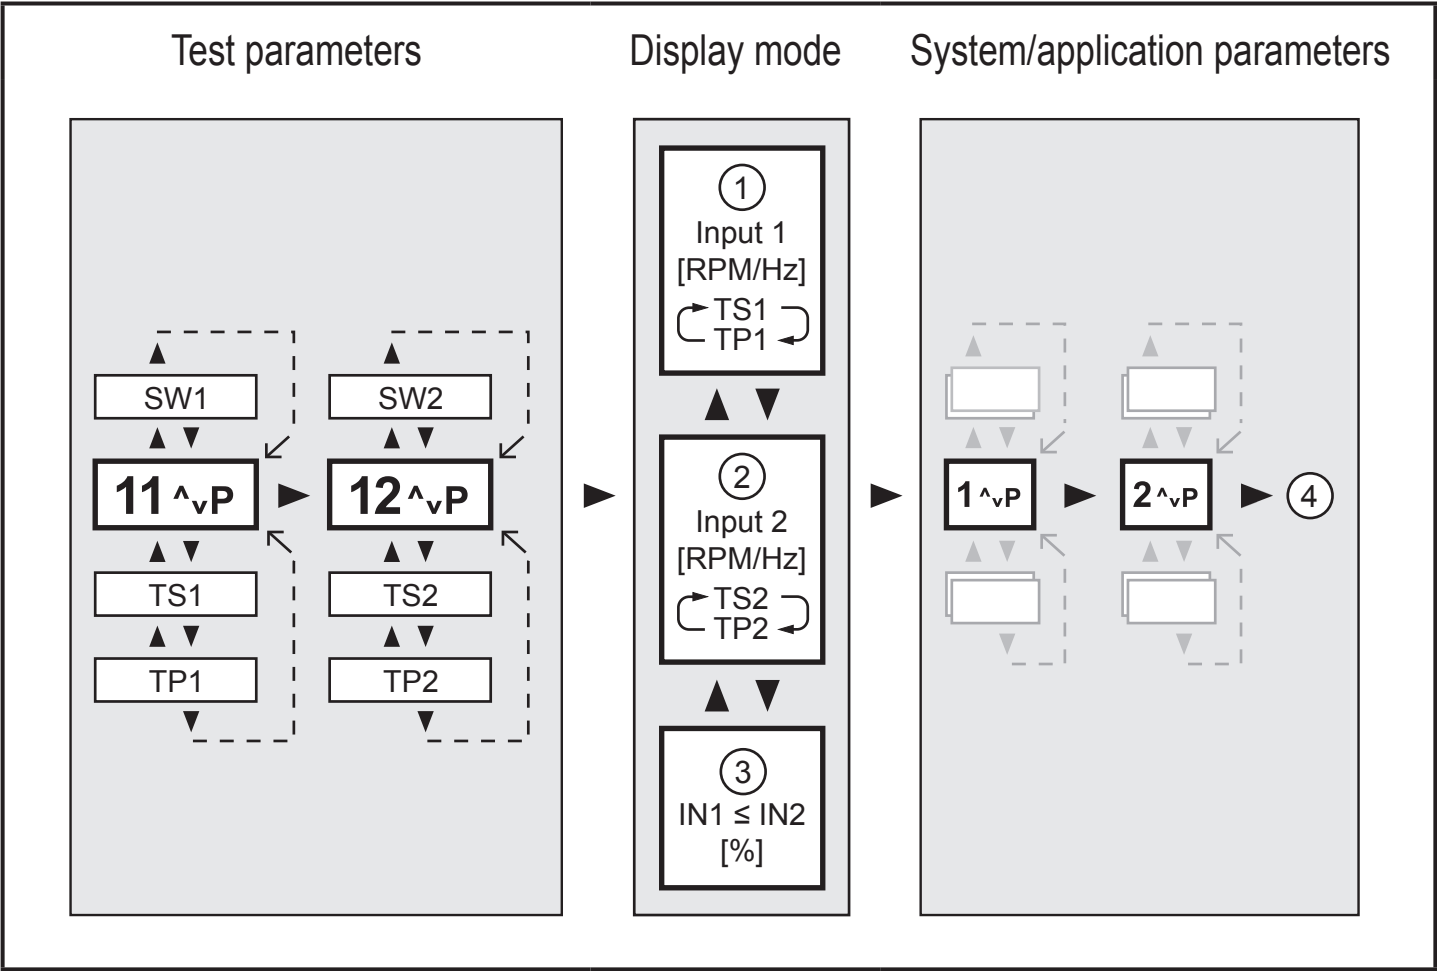 Test parameters
Display mode
System/application parameters
SW1
11 ^vP
TS1
TP1
SW2
12 ^vP
TS2
TP2
1
Input 1
[RPM/Hz]
TS1
TP1
2
Input 2
[RPM/Hz]
TS2
TP2
3
IN1 ≤ IN2
[%]
1 ^vP
2 ^vP
4